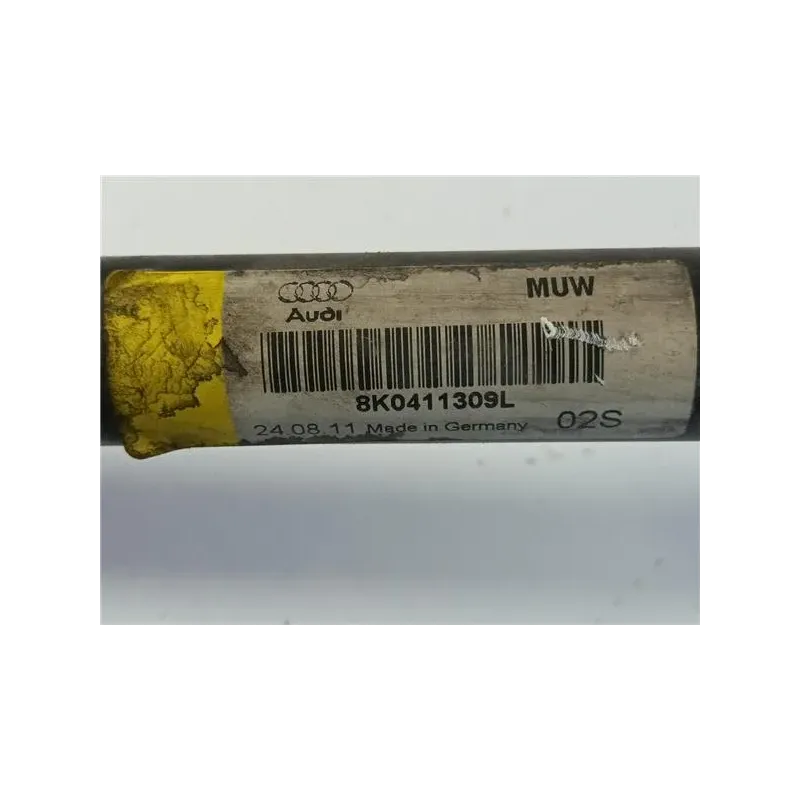 Audi MUW
8K0411309L
24.08.11 Made in Germany 02S